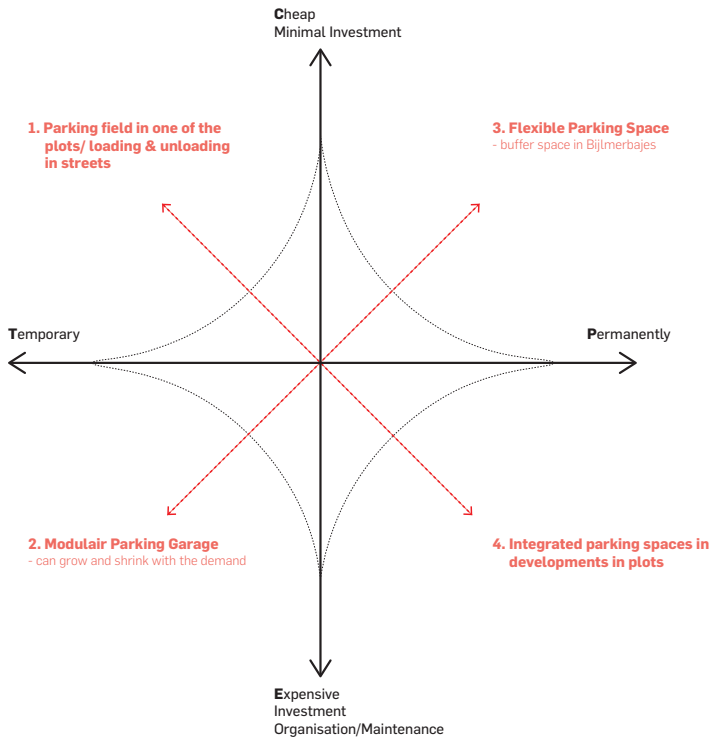 Cheap
Minimal Investment
1. Parking field in one of the
plots/ loading & unloading
in streets
3. Flexible Parking Space
- buffer space in Bijlmerbajes
Temporary
Permanently
2. Modulair Parking Garage
- can grow and shrink with the demand
4. Integrated parking spaces in
developments in plots
Expensive
Investment
Organisation/Maintenance